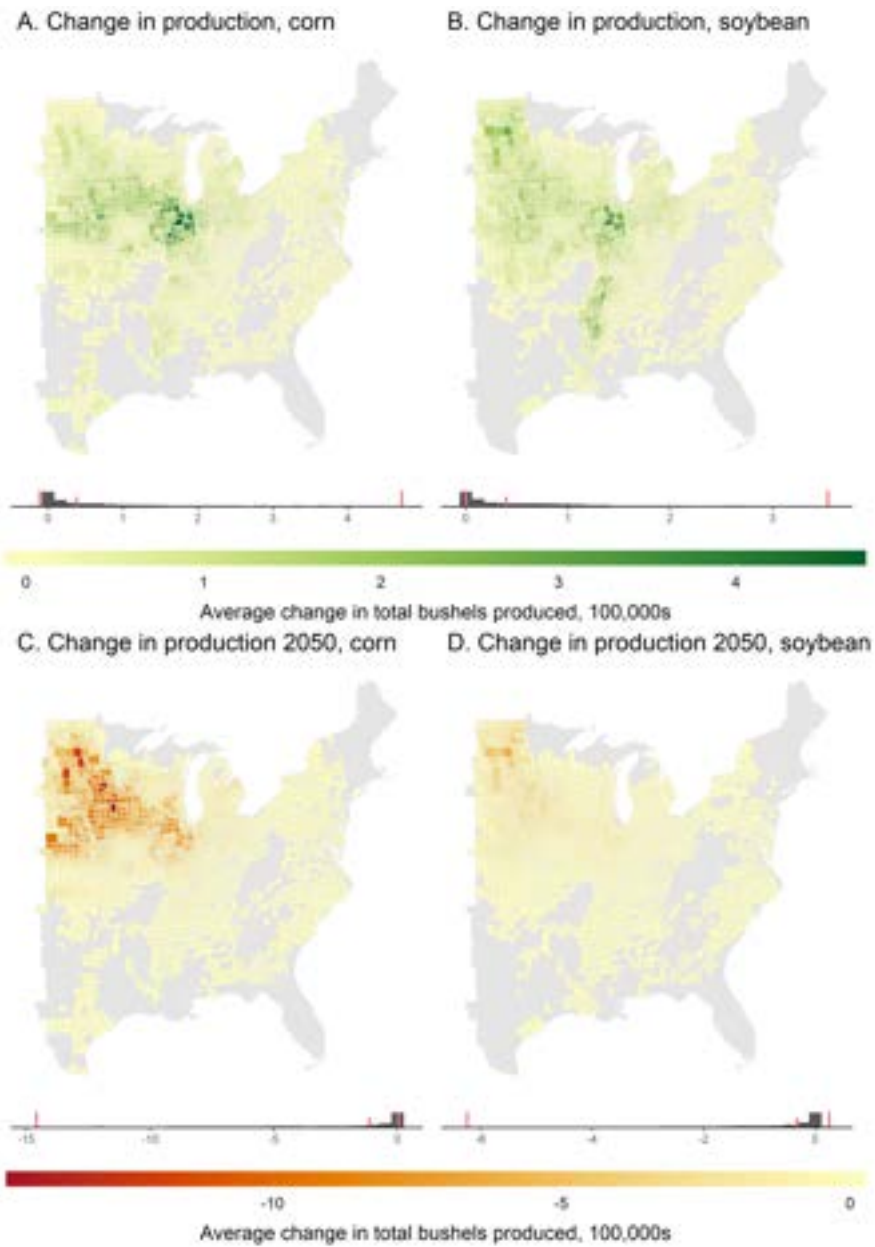 A. Change in production, corn
B. Change in production, soybean
0 1 2 3 4
0 1 2 3
0 1 2 3 4
Average change in total bushels produced, 100,000s
C. Change in production 2050, corn
D. Change in production 2050, soybean
-15 -10 -5 0
-6 -4 -2 0
-10 -5 0
Average change in total bushels produced, 100,000s